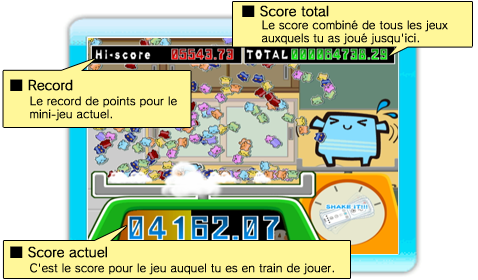 ■ Score total
Le score combiné de tous les jeux
auxquels tu as joué jusqu'ici.
Hi-score 05543.73 TOTAL 000004738.29
■ Record
Le record de points pour le
mini-jeu actuel.
SHAKE IT!!!
04162.07
■ Score actuel
C'est le score pour le jeu auquel tu es en train de jouer.